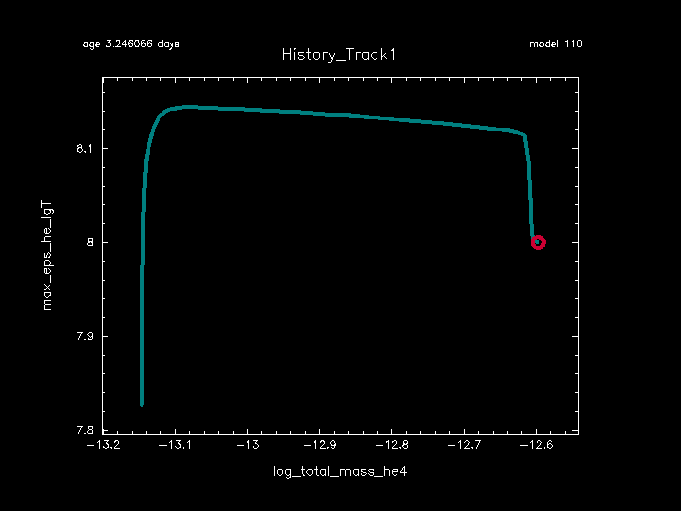 age 3.246066 days
model 110
History_Track1
8.1
8
7.9
7.8
max_eps_he_lgT
-13.2
-13.1
-13
-12.9
-12.8
-12.7
-12.6
log_total_mass_he4